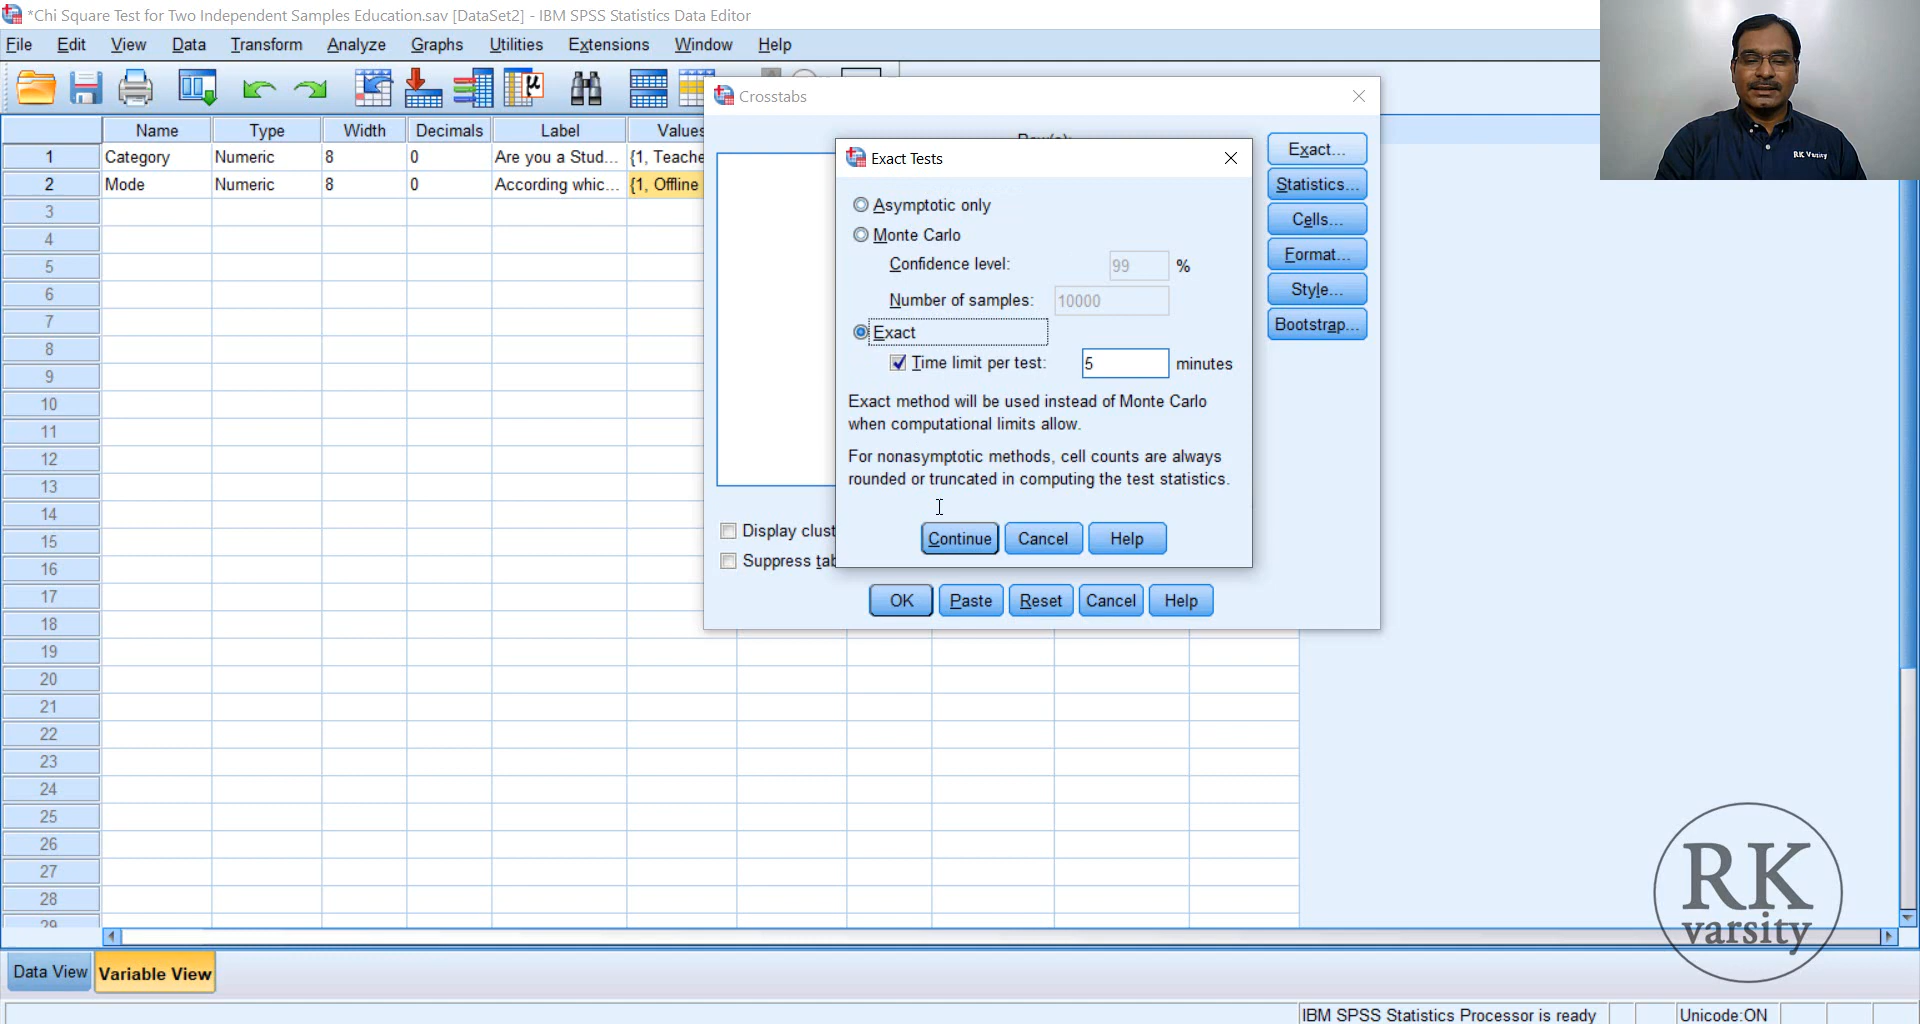 *Chi Square Test for Two Independent Samples Education.sav [DataSet2] - IBM SPSS Statistics Data Editor
File Edit View Data Transform Analyze Graphs Utilities Extensions Window Help
Crosstabs
Name Type Width Decimals Label Values
1 Category Numeric 8 0 Are you a Stud... {1, Teache
2 Mode Numeric 8 0 According whic... {1, Offline
3
4
5
6
7
8
9
10
11
12
13
14
15
16
17
18
19
20
21
22
23
24
25
26
27
28
29
Row(s):
Exact Tests
Asymptotic only
Monte Carlo
Confidence level: 99 %
Number of samples: 10000
Exact
Time limit per test: 5 minutes
Exact method will be used instead of Monte Carlo
when computational limits allow.
For nonasymptotic methods, cell counts are always
rounded or truncated in computing the test statistics.
Continue Cancel Help
Exact...
Statistics...
Cells...
Format...
Style...
Bootstrap...
Display clust
Suppress tab
OK Paste Reset Cancel Help
RK Varsity
RK
varsity
Data View Variable View
IBM SPSS Statistics Processor is ready Unicode:ON